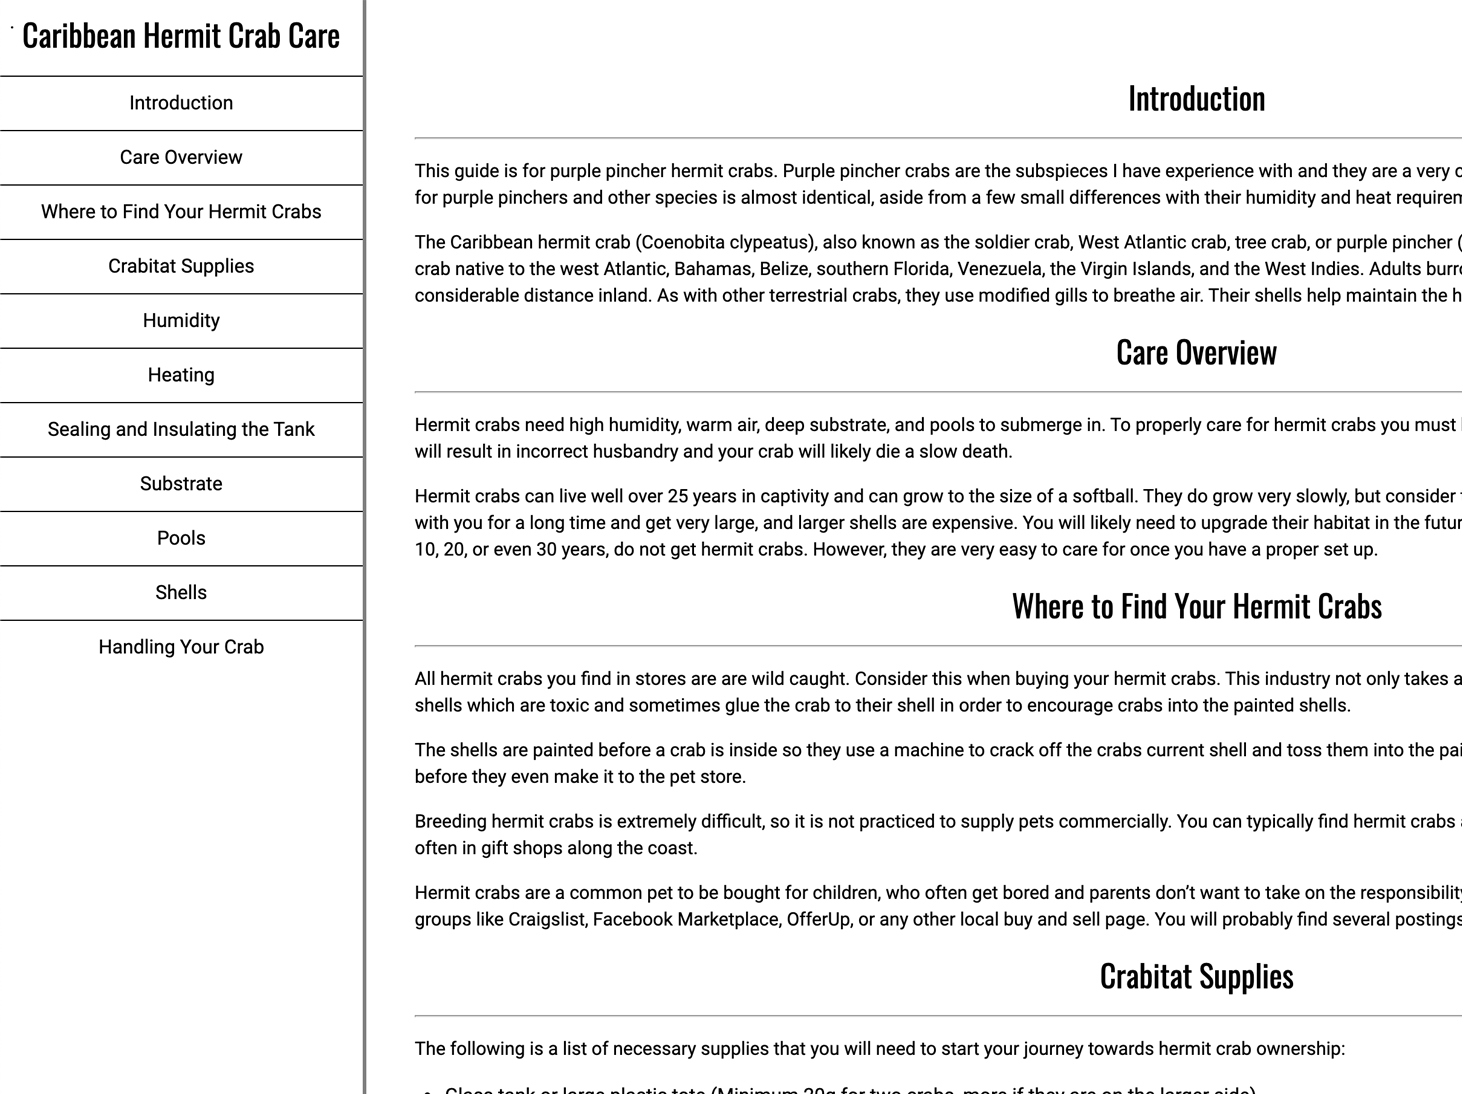 Caribbean Hermit Crab Care
Introduction
Care Overview
Where to Find Your Hermit Crabs
Crabitat Supplies
Humidity
Heating
Sealing and Insulating the Tank
Substrate
Pools
Shells
Handling Your Crab
Introduction
This guide is for purple pincher hermit crabs. Purple pincher crabs are the subspieces I have experience with and they are a very
for purple pinchers and other species is almost identical, aside from a few small differences with their humidity and heat
The Caribbean hermit crab (Coenobita clypeatus), also known as the soldier crab, West Atlantic crab, tree crab, or purple pincher (
crab native to the west Atlantic, Bahamas, Belize, southern Florida, Venezuela, the Virgin Islands, and the West Indies. Adults
considerable distance inland. As with other terrestrial crabs, they use modified gills to breathe air. Their shells help maintain the
Care Overview
Hermit crabs need high humidity, warm air, deep substrate, and pools to submerge in. To properly care for hermit crabs you must
will result in incorrect husbandry and your crab will likely die a slow death.
Hermit crabs can live well over 25 years in captivity and can grow to the size of a softball. They do grow very slowly, but consider
with you for a long time and get very large, and larger shells are expensive. You will likely need to upgrade their habitat in the
10, 20, or even 30 years, do not get hermit crabs. However, they are very easy to care for once you have a proper set up.
Where to Find Your Hermit Crabs
All hermit crabs you find in stores are are wild caught. Consider this when buying your hermit crabs. This industry not only takes a
shells which are toxic and sometimes glue the crab to their shell in order to encourage crabs into the painted shells.
The shells are painted before a crab is inside so they use a machine to crack off the crabs current shell and toss them into the
before they even make it to the pet store.
Breeding hermit crabs is extremely difficult, so it is not practiced to supply pets commercially. You can typically find hermit crabs
often in gift shops along the coast.
Hermit crabs are a common pet to be bought for children, who often get bored and parents don't want to take on the responsibility
groups like Craigslist, Facebook Marketplace, OfferUp, or any other local buy and sell page. You will probably find several postings
Crabitat Supplies
The following is a list of necessary supplies that you will need to start your journey towards hermit crab ownership: